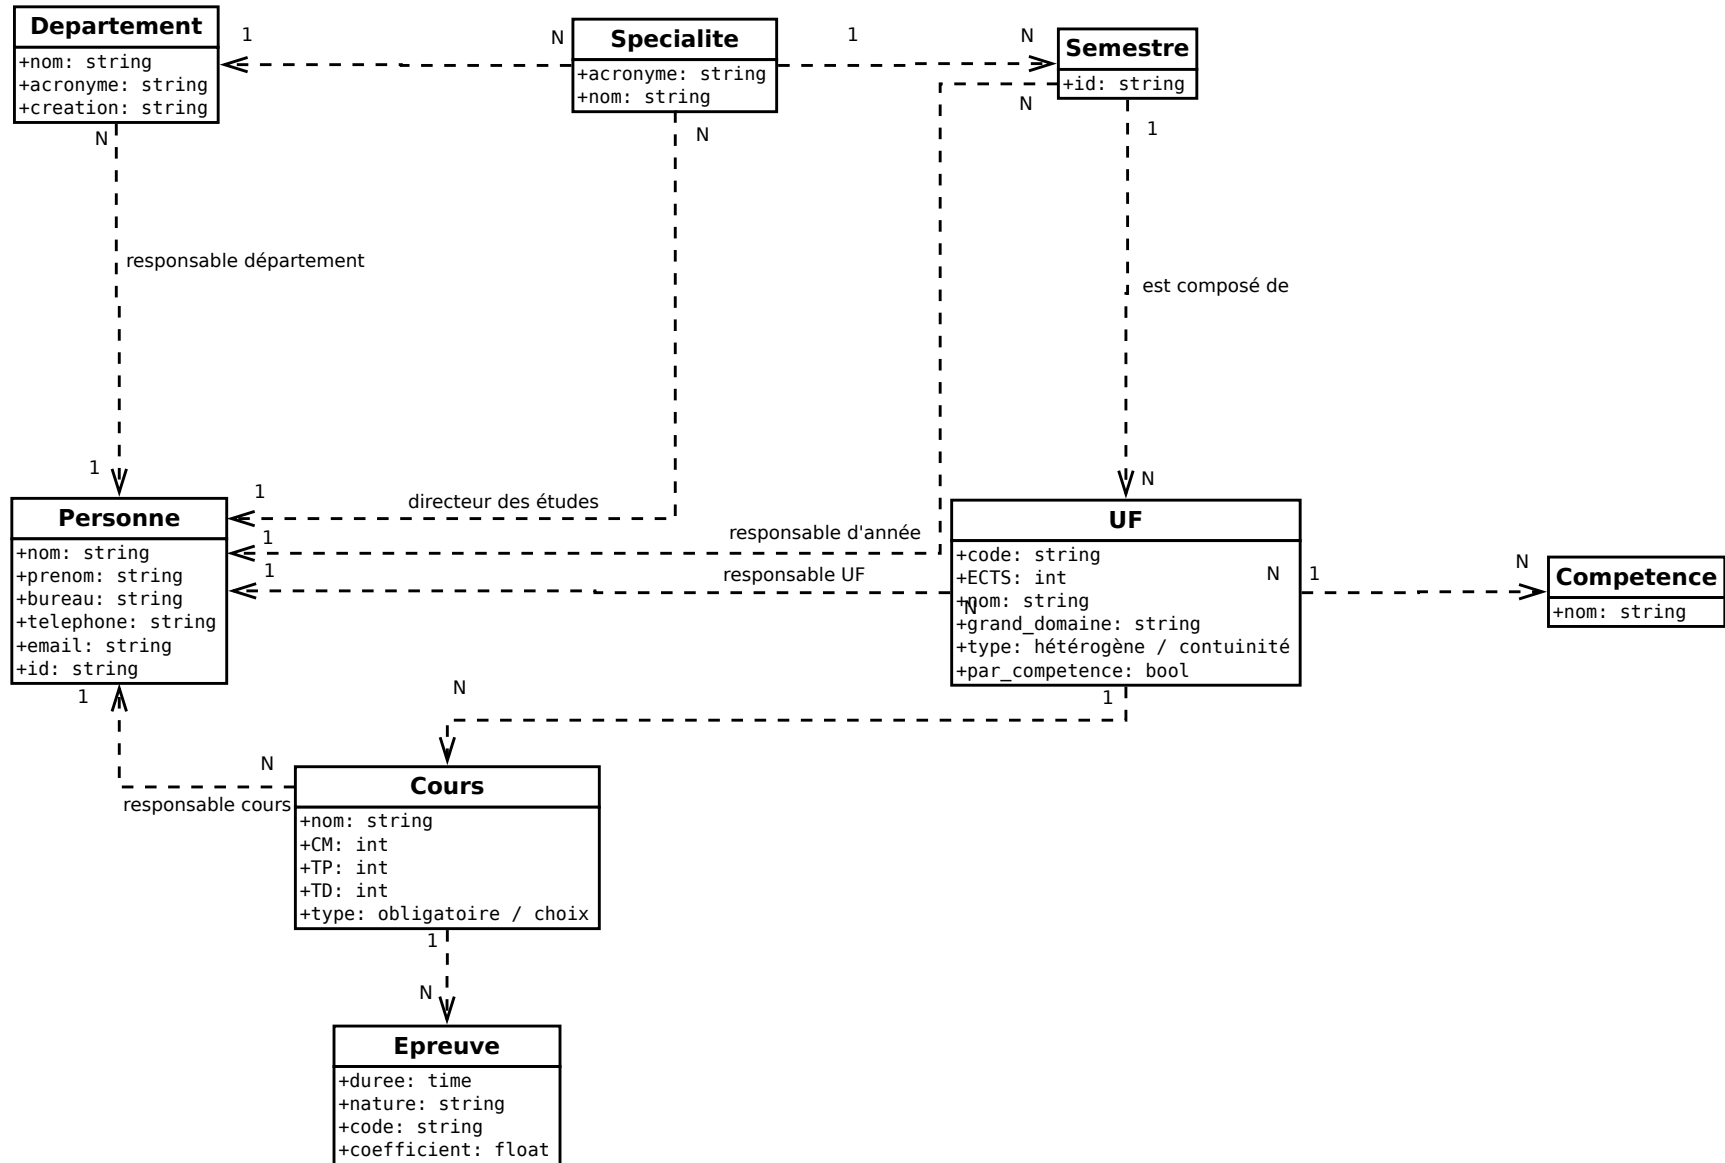 Departement
+nom: string
+acronyme: string
+creation: string
1
N
Specialite
+acronyme: string
+nom: string
1
N
Semestre
+id: string
N
N
N
1
responsable département
est composé de
1
N
1
directeur des études
1
responsable d'année
1
responsable UF
Personne
+nom: string
+prenom: string
+bureau: string
+telephone: string
+email: string
+id: string
UF
+code: string
+ECTS: int
+nom: string
+grand_domaine: string
+type: hétérogène / contuinité
+par_competence: bool
N
N
1
N
Competence
+nom: string
1
N
1
N
responsable cours
Cours
+nom: string
+CM: int
+TP: int
+TD: int
+type: obligatoire / choix
1
N
Epreuve
+duree: time
+nature: string
+code: string
+coefficient: float